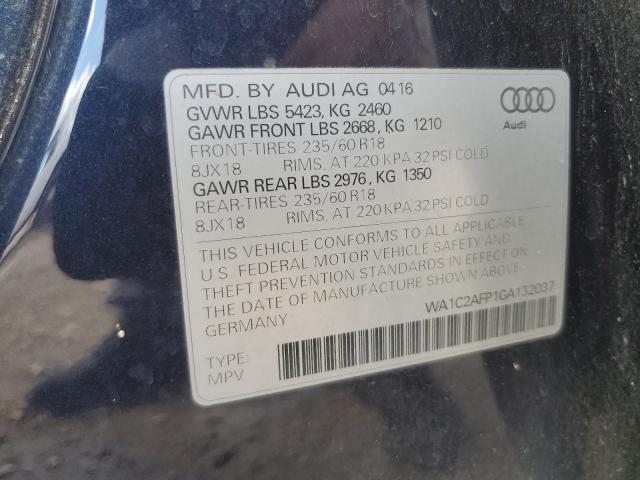 MFD. BY AUDI AG 04 16
GVWR LBS 5423, KG 2460
GAWR FRONT LBS 2668, KG 1210
FRONT-TIRES 235/60 R18
8JX18 RIMS, AT 220 KPA 32 PSI COLD
GAWR REAR LBS 2976, KG 1350
REAR-TIRES 235/60 R18
8JX18 RIMS, AT 220 KPA 32 PSI COLD
Audi
THIS VEHICLE CONFORMS TO ALL APPLICABLE
U.S. FEDERAL MOTOR VEHICLE SAFETY AND
THEFT PREVENTION STANDARDS IN EFFECT ON
THE DATE OF MANUFACTURE SHOWN ABOVE.
GERMANY
WA1C2AFP1GA132037
TYPE:
MPV